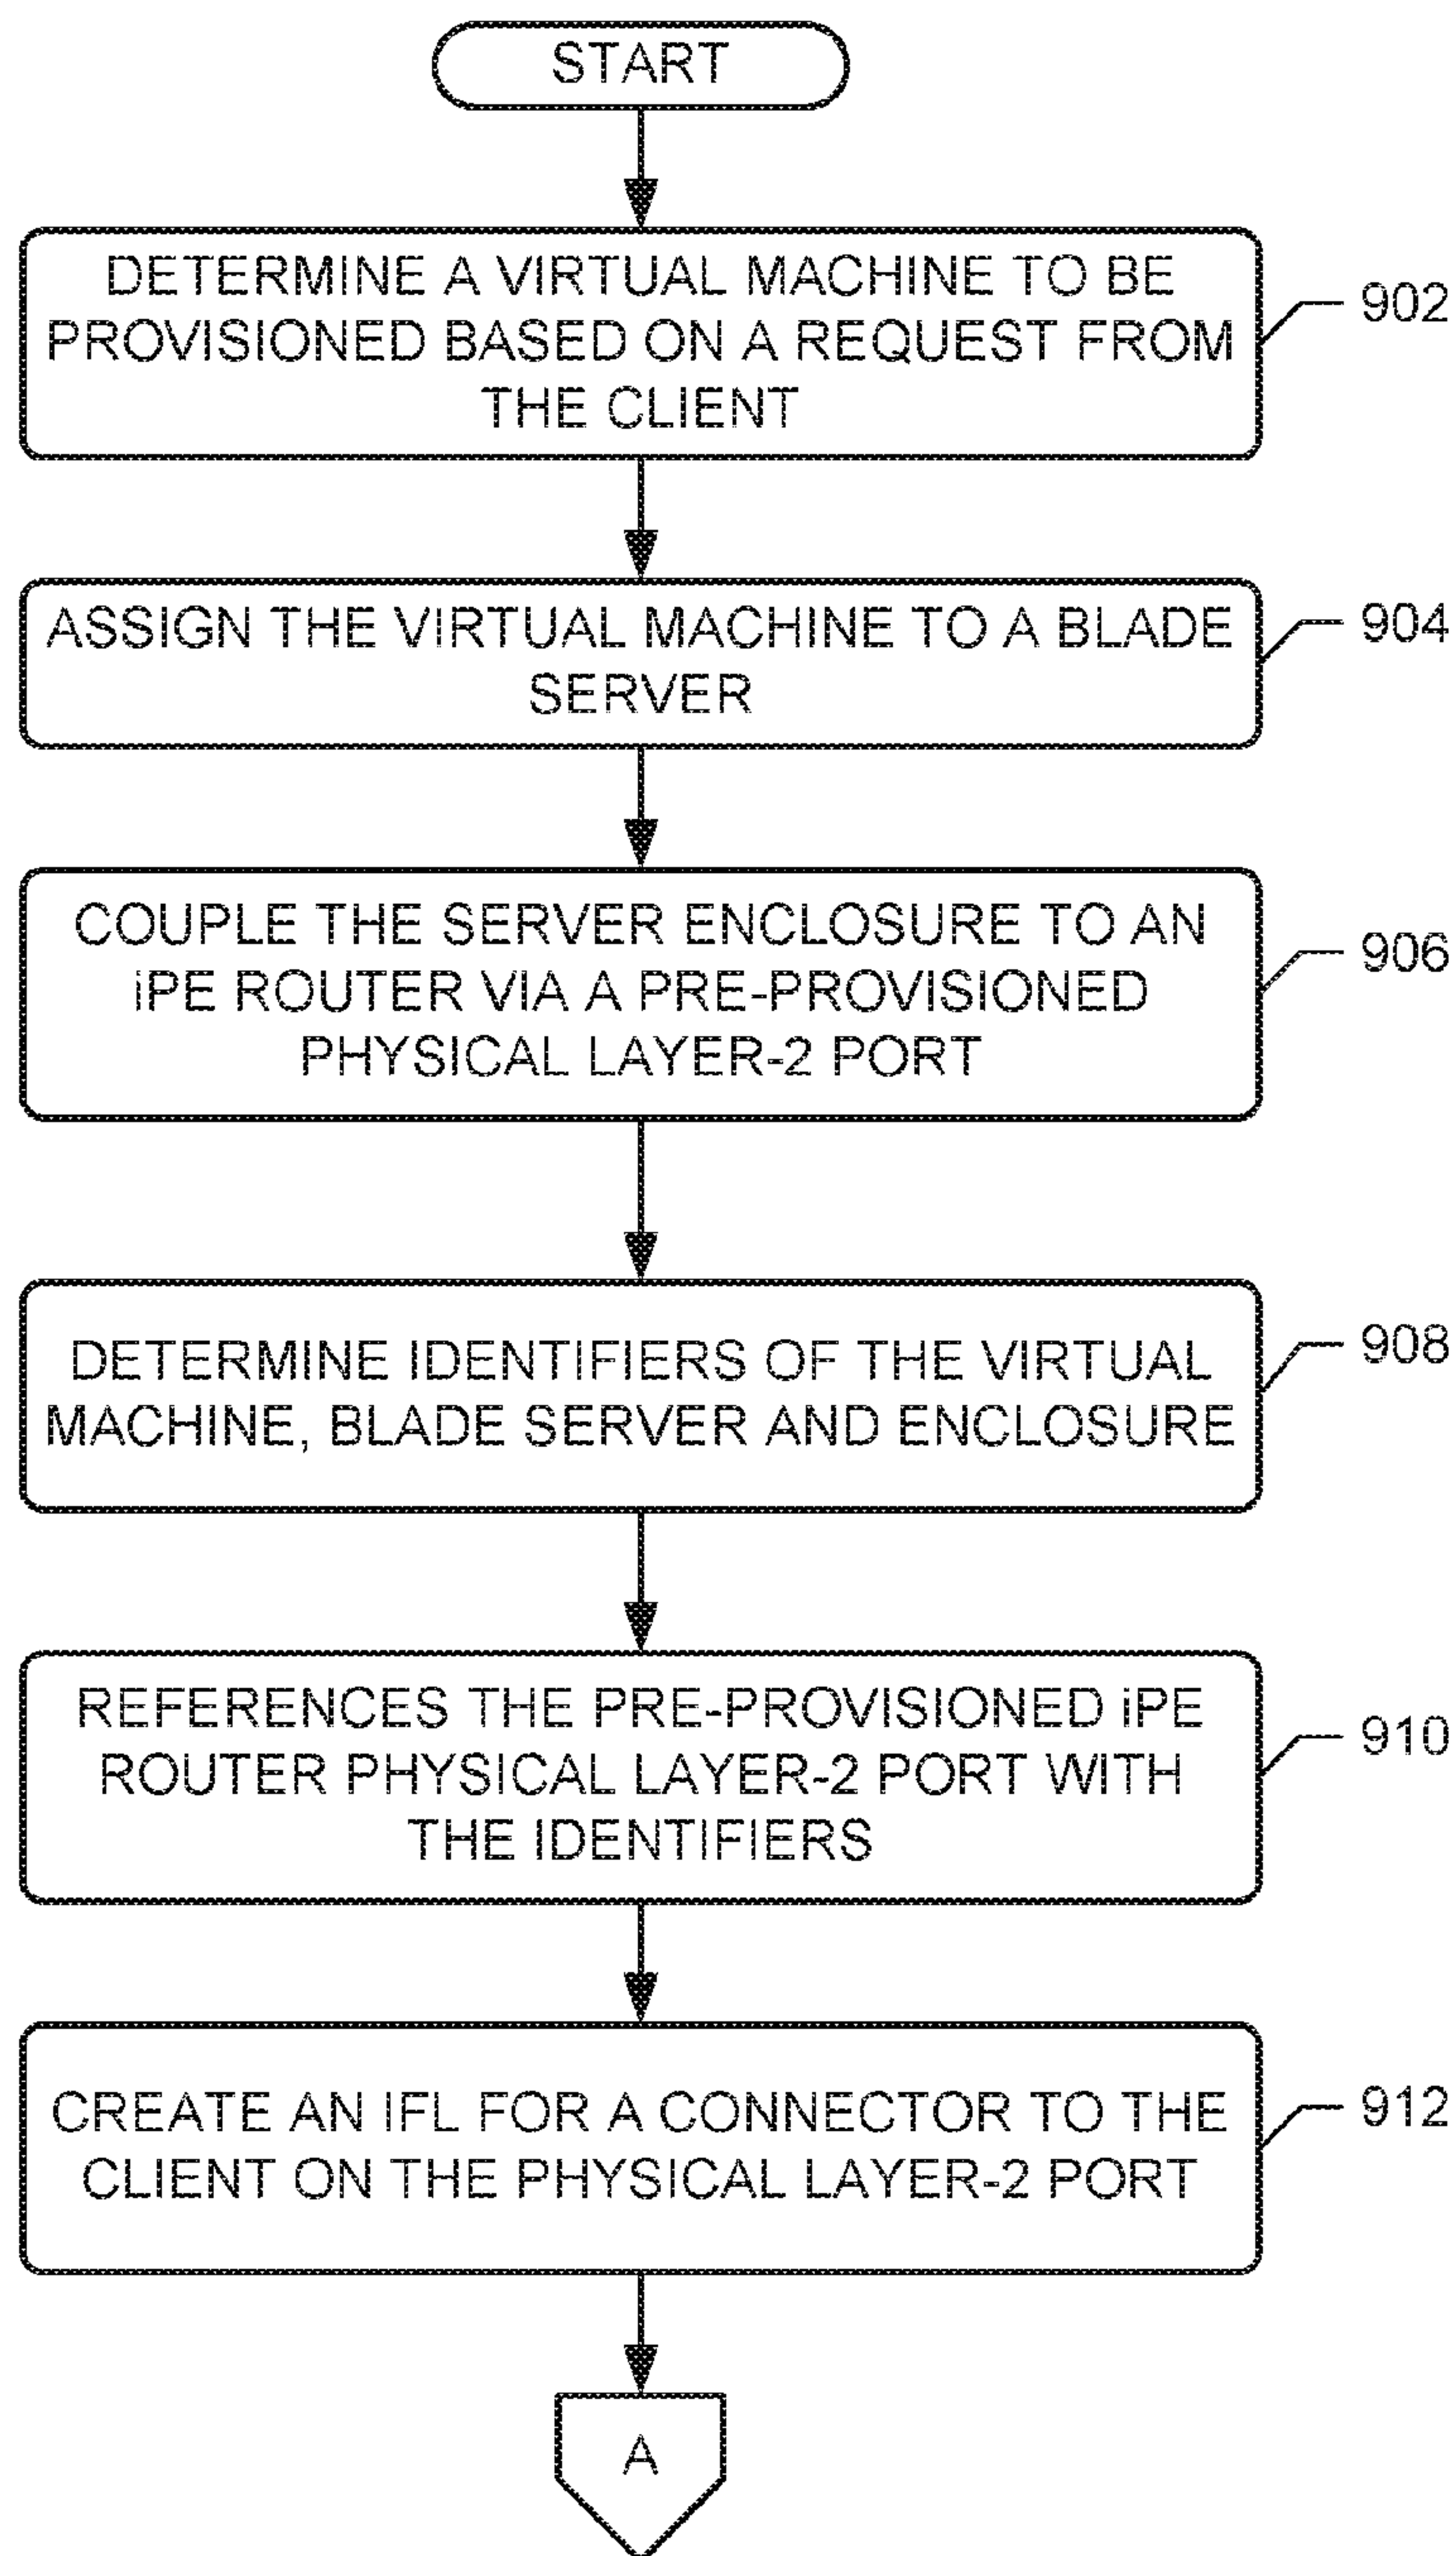 START
DETERMINE A VIRTUAL MACHINE TO BE
PROVISIONED BASED ON A REQUEST FROM
THE CLIENT
902
ASSIGN THE VIRTUAL MACHINE TO A BLADE
SERVER
904
COUPLE THE SERVER ENCLOSURE TO AN
iPE ROUTER VIA A PRE-PROVISIONED
PHYSICAL LAYER-2 PORT
906
DETERMINE IDENTIFIERS OF THE VIRTUAL
MACHINE, BLADE SERVER AND ENCLOSURE
908
REFERENCES THE PRE-PROVISIONED iPE
ROUTER PHYSICAL LAYER-2 PORT WITH
THE IDENTIFIERS
910
CREATE AN IFL FOR A CONNECTOR TO THE
CLIENT ON THE PHYSICAL LAYER-2 PORT
912
A